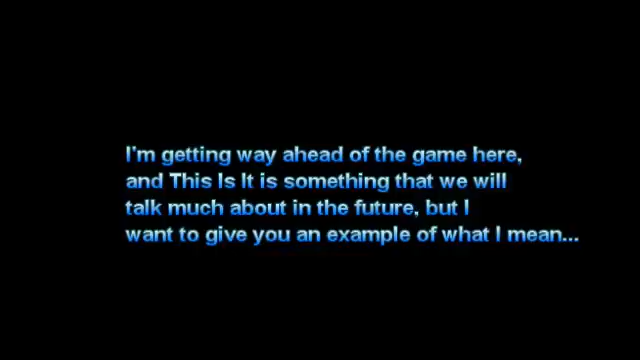 I'm getting way ahead of the game here,
and This Is It is something that we will
talk much about in the future, but I
want to give you an example of what I mean...